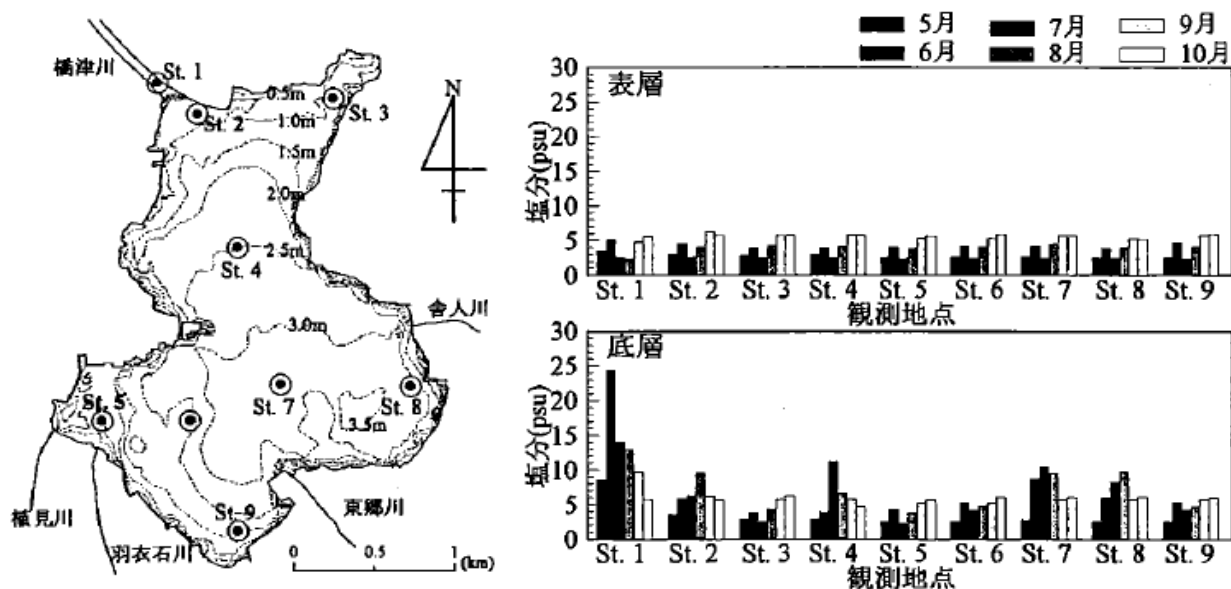 橋津川
St. 1
St. 2
0.5m
1.0m
St. 3
1.5m
2.0m
N
St. 4
2.5m
舎人川
3.0m
St. 5
St. 7
St. 8
3.5m
St. 9
東郷川
羽衣石川
0 0.5 1 (km)
5月 7月 9月
6月 8月 10月
表層
塩分(psu)
30
25
20
15
10
5
0
St. 1 St. 2 St. 3 St. 4 St. 5 St. 6 St. 7 St. 8 St. 9
観測地点
底層
塩分(psu)
30
25
20
15
10
5
0
St. 1 St. 2 St. 3 St. 4 St. 5 St. 6 St. 7 St. 8 St. 9
観測地点